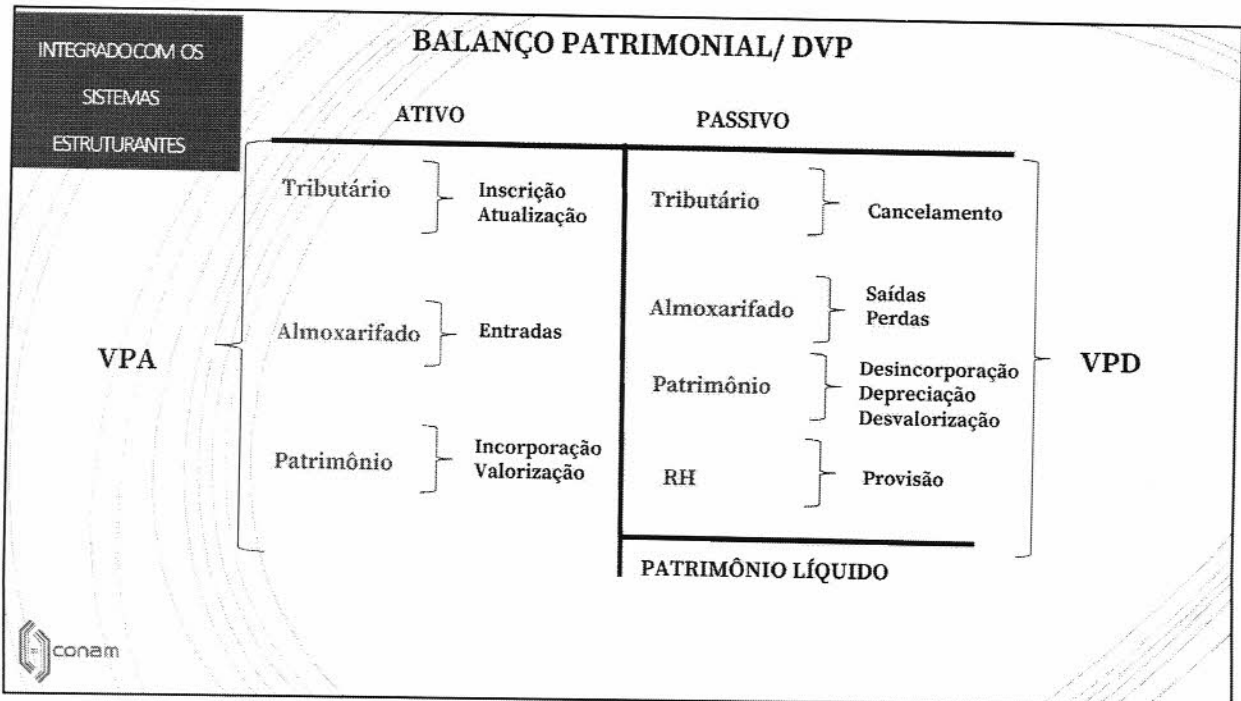 INTEGRADO COM OS
SISTEMAS
ESTRUTURANTES
BALANÇO PATRIMONIAL/ DVP
ATIVO
PASSIVO
VPA
Tributário
Inscrição
Atualização
Almoxarifado
Entradas
Patrimônio
Incorporação
Valorização
Tributário
Cancelamento
Almoxarifado
Saídas
Perdas
Patrimônio
Desincorporação
Depreciação
Desvalorização
RH
Provisão
VPD
PATRIMÔNIO LÍQUIDO
conam